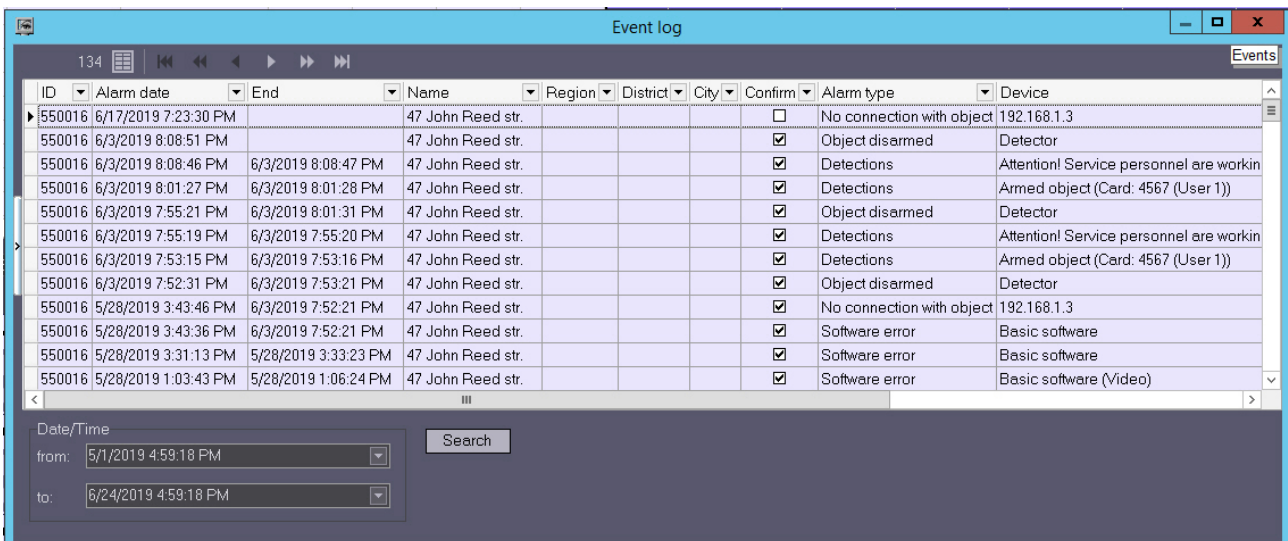 Event log
Events
134
ID Alarm date End Name Region District City Confirm Alarm type Device
550016 6/17/2019 7:23:30 PM 47 John Reed str. No connection with object 192.168.1.3
550016 6/3/2019 8:08:51 PM 47 John Reed str. Object disarmed Detector
550016 6/3/2019 8:08:46 PM 6/3/2019 8:08:47 PM 47 John Reed str. Detections Attention! Service personnel are workin
550016 6/3/2019 8:01:27 PM 6/3/2019 8:01:28 PM 47 John Reed str. Detections Armed object (Card: 4567 (User 1))
550016 6/3/2019 7:55:21 PM 6/3/2019 8:01:31 PM 47 John Reed str. Object disarmed Detector
550016 6/3/2019 7:55:19 PM 6/3/2019 7:55:20 PM 47 John Reed str. Detections Attention! Service personnel are workin
550016 6/3/2019 7:53:15 PM 6/3/2019 7:53:16 PM 47 John Reed str. Detections Armed object (Card: 4567 (User 1))
550016 6/3/2019 7:52:31 PM 6/3/2019 7:53:21 PM 47 John Reed str. Object disarmed Detector
550016 5/28/2019 3:43:46 PM 6/3/2019 7:52:21 PM 47 John Reed str. No connection with object 192.168.1.3
550016 5/28/2019 3:43:36 PM 6/3/2019 7:52:21 PM 47 John Reed str. Software error Basic software
550016 5/28/2019 3:31:13 PM 5/28/2019 3:33:23 PM 47 John Reed str. Software error Basic software
550016 5/28/2019 1:03:43 PM 5/28/2019 1:06:24 PM 47 John Reed str. Software error Basic software (Video)
Date/Time
from: 5/1/2019 4:59:18 PM
Search
to: 6/24/2019 4:59:18 PM